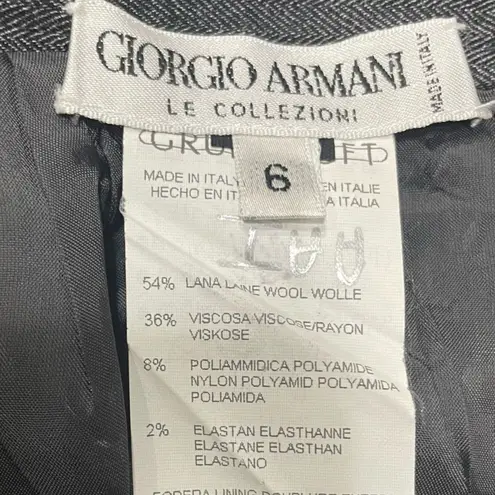 GIORGIO ARMANI
LE COLLEZIONI
MADE IN ITALY
6
MADE IN ITALY EN ITALIE
HECHO EN A ITALIA
54% LANA LAINE WOOL WOLLE
36% VISCOSA VISCOSE/RAYON
VISKOSE
8% POLIAMMIDICA POLYAMIDE
NYLON POLYAMID POLYAMIDA
POLIAMIDA
2% ELASTAN ELASTHANNE
ELASTANE ELASTHAN
ELASTANO
FODERA LINING